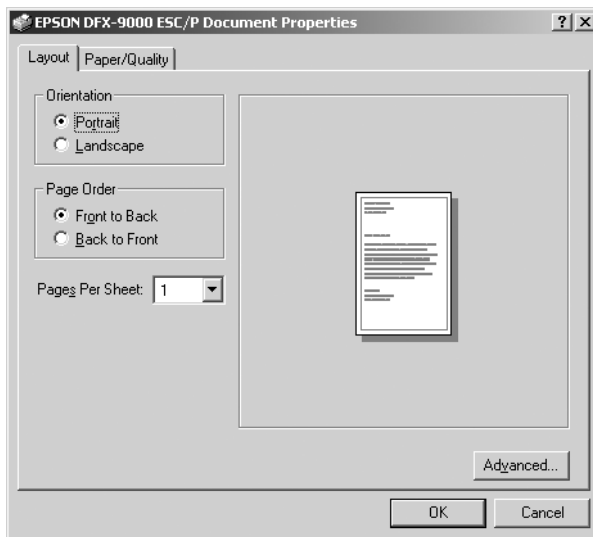 EPSON DFX-9000 ESC/P Document Properties
Layout
Paper/Quality
Orientation
Portrait
Landscape
Page Order
Front to Back
Back to Front
Pages Per Sheet: 1
Advanced...
OK
Cancel